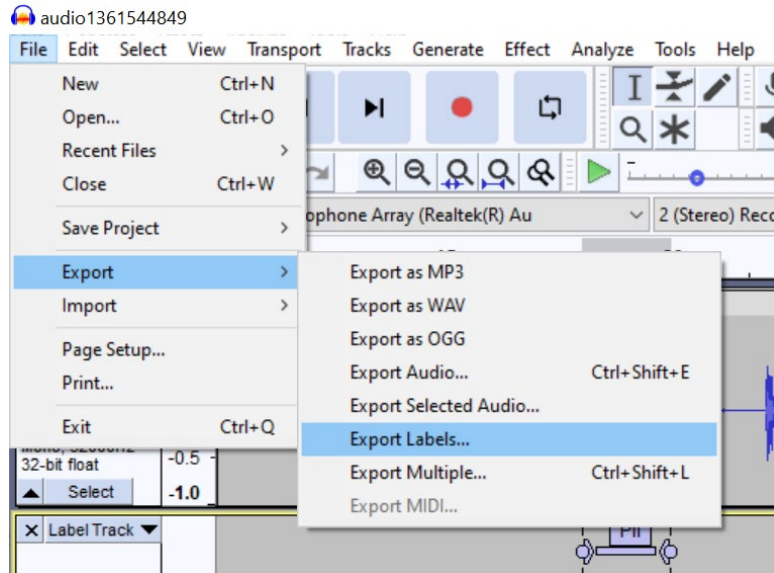 audio1361544849
File Edit Select View Transport Tracks Generate Effect Analyze Tools Help
New Ctrl+N
Open... Ctrl+O
Recent Files
Close Ctrl+W
Save Project
ophone Array (Realtek(R) Au
2 (Stereo) Reco
Export
Import
Page Setup...
Print...
Exit Ctrl+Q
Export as MP3
Export as WAV
Export as OGG
Export Audio... Ctrl+Shift+E
Export Selected Audio...
Export Labels...
Export Multiple... Ctrl+Shift+L
Export MIDI...
32-bit float
-0.5
Select
-1.0
X Label Track